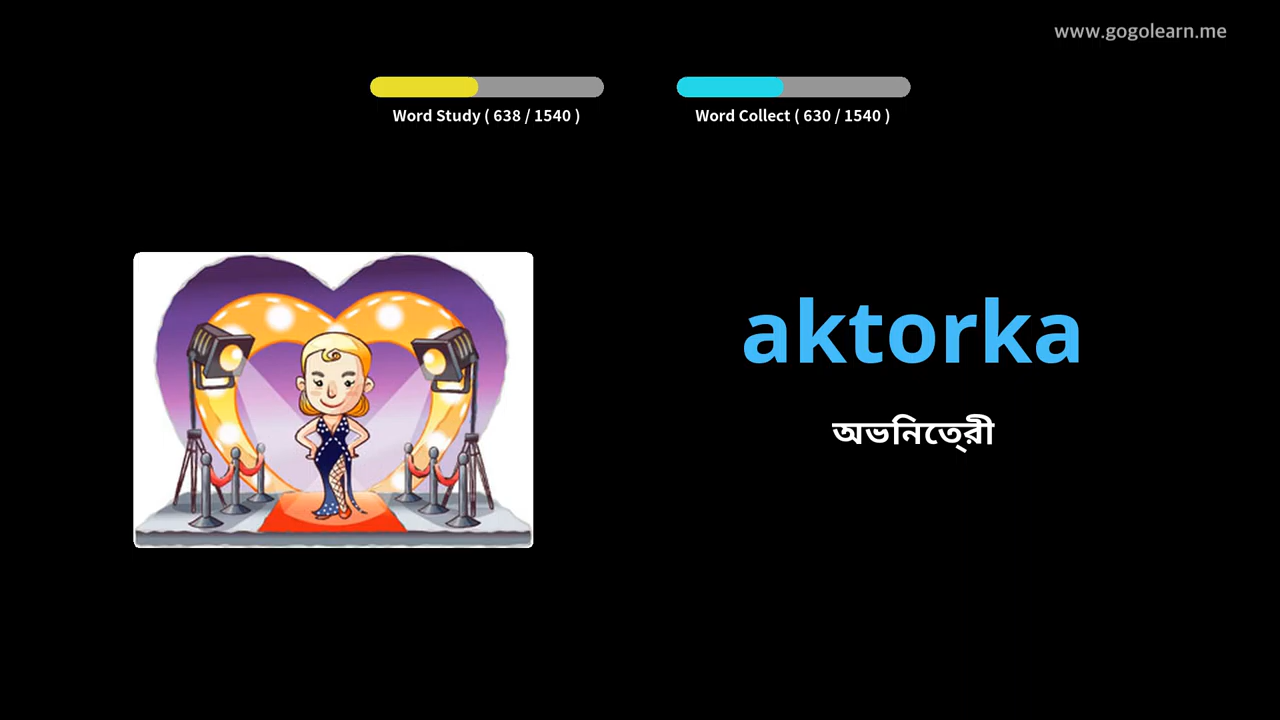 www.gogolearn.me
Word Study ( 638 / 1540 )
Word Collect ( 630 / 1540 )
aktorka
অভিনেত্রী